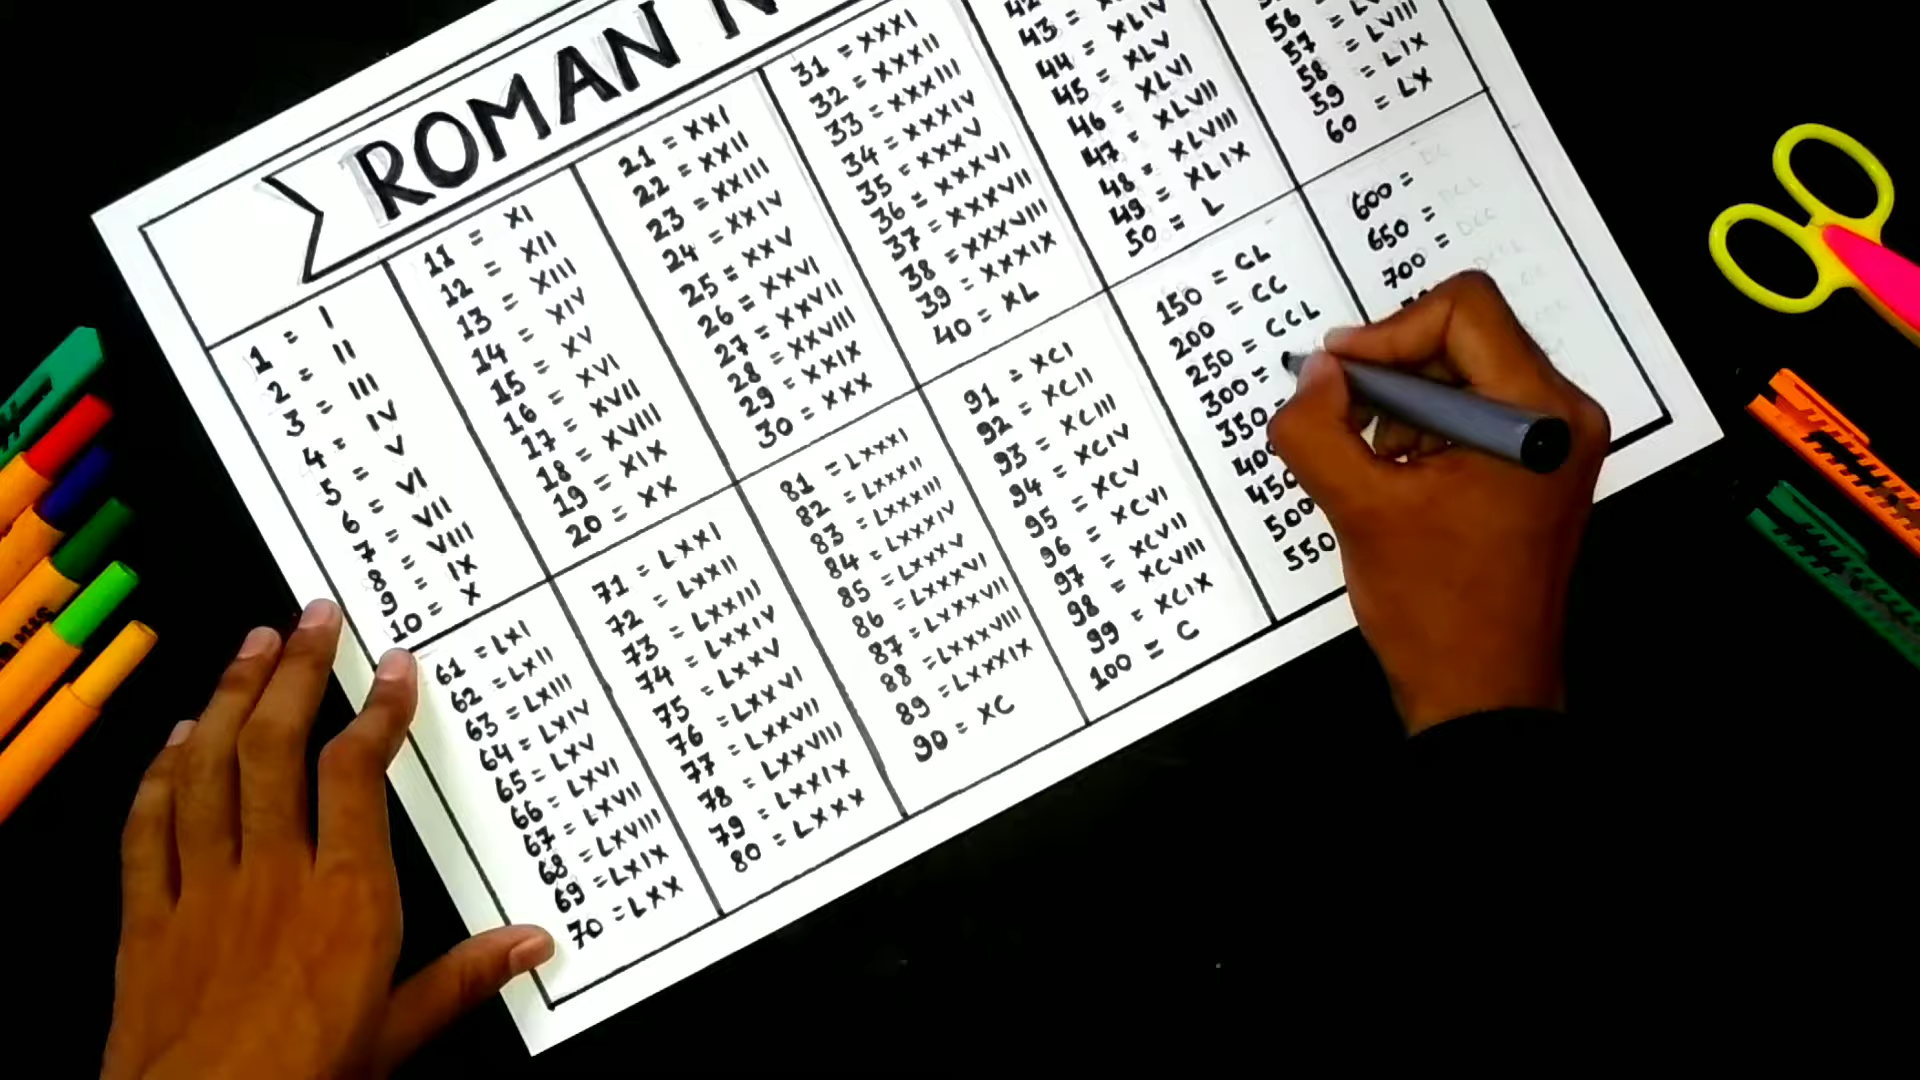 ROMAN N
1 = I
2 = II
3 = III
4 = IV
5 = V
6 = VI
7 = VII
8 = VIII
9 = IX
10 = X
11 = XI
12 = XII
13 = XIII
14 = XIV
15 = XV
16 = XVI
17 = XVII
18 = XVIII
19 = XIX
20 = XX
21 = XXI
22 = XXII
23 = XXIII
24 = XXIV
25 = XXV
26 = XXVI
27 = XXVII
28 = XXVIII
29 = XXIX
30 = XXX
31 = XXXI
32 = XXXII
33 = XXXIII
34 = XXXIV
35 = XXXV
36 = XXXVI
37 = XXXVII
38 = XXXVIII
39 = XXXIX
40 = XL
43 =
44 = XLIV
45 = XLV
46 = XLVI
47 = XLVII
48 = XLVIII
49 = XLIX
50 = L
56 =
57 =
58 = LVIII
59 = LIX
60 = LX
61 = LXI
62 = LXII
63 = LXIII
64 = LXIV
65 = LXV
66 = LXVI
67 = LXVII
68 = LXVIII
69 = LXIX
70 = LXX
71 = LXXI
72 = LXXII
73 = LXXIII
74 = LXXIV
75 = LXXV
76 = LXXVI
77 = LXXVII
78 = LXXVIII
79 = LXXIX
80 = LXXX
81 = LXXXI
82 = LXXXII
83 = LXXXIII
84 = LXXXIV
85 = LXXXV
86 = LXXXVI
87 = LXXXVII
88 = LXXXVIII
89 = LXXXIX
90 = XC
91 = XCI
92 = XCII
93 = XCIII
94 = XCIV
95 = XCV
96 = XCVI
97 = XCVII
98 = XCVIII
99 = XCIX
100 = C
150 = CL
200 = CC
250 = CCL
300 =
350 =
400
450
500
550
600 = DC
650 = DCL
700 = DCC